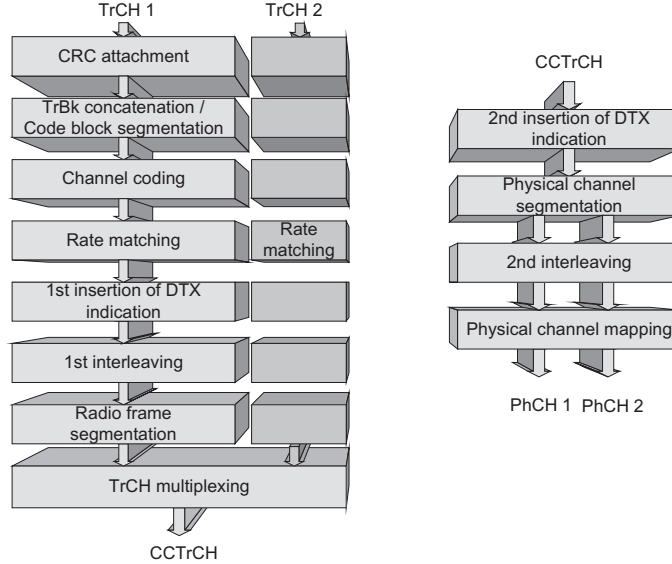 TrCH 1
TrCH 2
CRC attachment
TrBk concatenation /
Code block segmentation
Channel coding
Rate matching
Rate
matching
1st insertion of DTX
indication
1st interleaving
Radio frame
segmentation
TrCH multiplexing
CCTrCH
CCTrCH
2nd insertion of DTX
indication
Physical channel
segmentation
2nd interleaving
Physical channel mapping
PhCH 1
PhCH 2